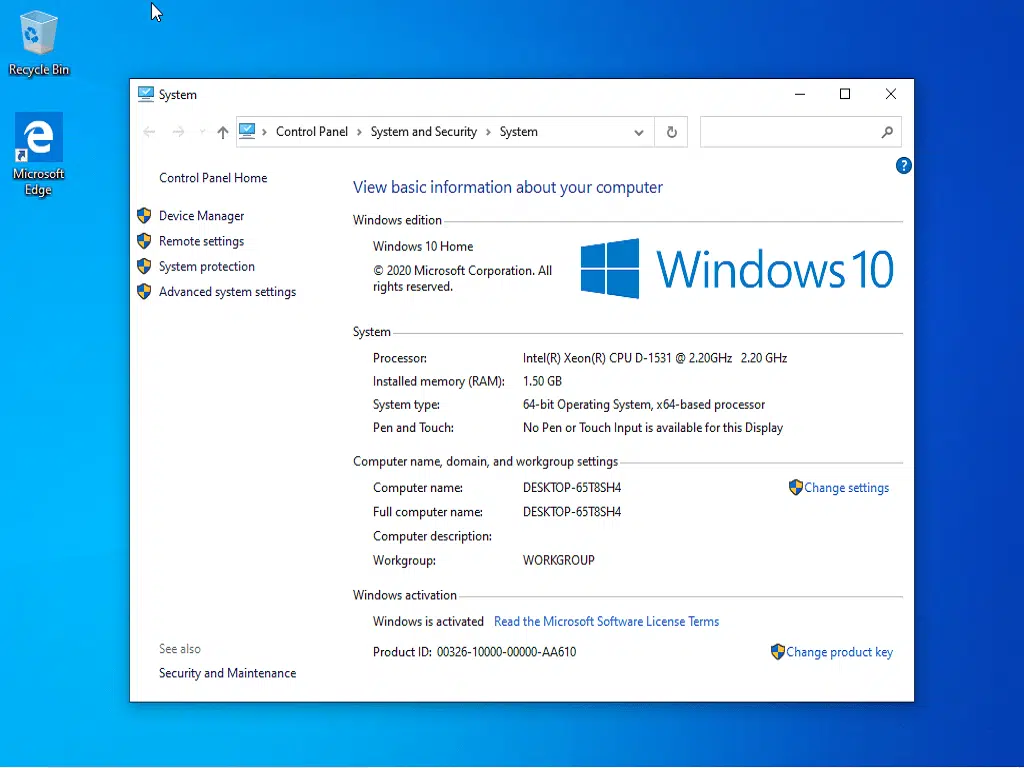 Recycle Bin
Microsoft
Edge
System
Control Panel > System and Security > System
?
Control Panel Home
Device Manager
Remote settings
System protection
Advanced system settings
See also
Security and Maintenance
View basic information about your computer
Windows edition
Windows 10 Home
© 2020 Microsoft Corporation. All
rights reserved.
Windows 10
System
Processor: Intel(R) Xeon(R) CPU D-1531 @ 2.20GHz 2.20 GHz
Installed memory (RAM): 1.50 GB
System type: 64-bit Operating System, x64-based processor
Pen and Touch: No Pen or Touch Input is available for this Display
Computer name, domain, and workgroup settings
Computer name: DESKTOP-65T8SH4 Change settings
Full computer name: DESKTOP-65T8SH4
Computer description:
Workgroup: WORKGROUP
Windows activation
Windows is activated Read the Microsoft Software License Terms
Product ID: 00326-10000-00000-AA610 Change product key